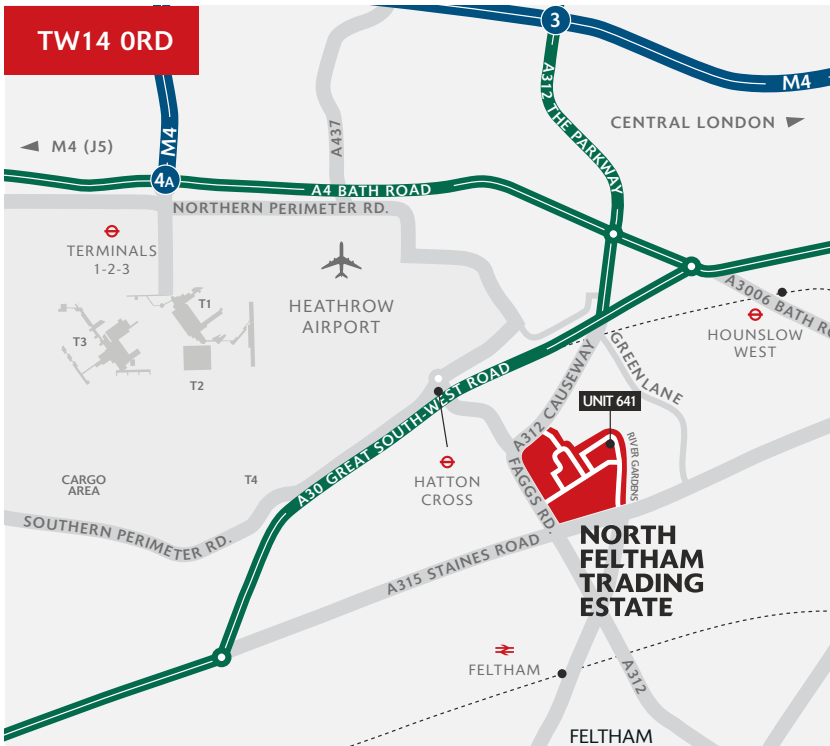 TW14 0RD
3
M4
M4
A312 THE PARKWAY
CENTRAL LONDON
M4 (J5)
A437
4A
A4 BATH ROAD
NORTHERN PERIMETER RD.
TERMINALS
1-2-3
HEATHROW
AIRPORT
A3006 BATH RO
HOUNSLOW
WEST
T1
T3
T2
GREEN LANE
A312 CAUSEWAY
UNIT 641
RIVER GARDENS
A30 GREAT SOUTH-WEST ROAD
HATTON
CROSS
FAGGS RD.
CARGO
AREA
T4
SOUTHERN PERIMETER RD.
A315 STAINES ROAD
NORTH
FELTHAM
TRADING
ESTATE
FELTHAM
A312
FELTHAM